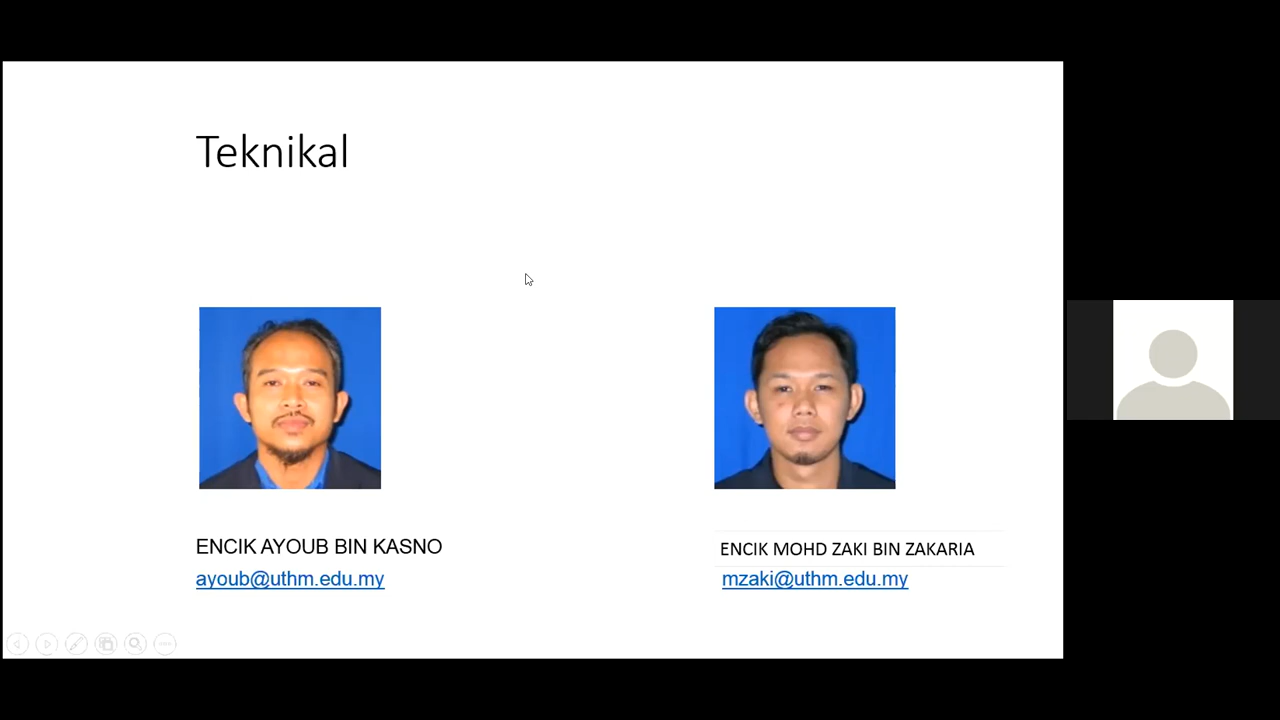 Teknikal
ENCIK AYOUB BIN KASNO
ayoub@uthm.edu.my
ENCIK MOHD ZAKI BIN ZAKARIA
mzaki@uthm.edu.my